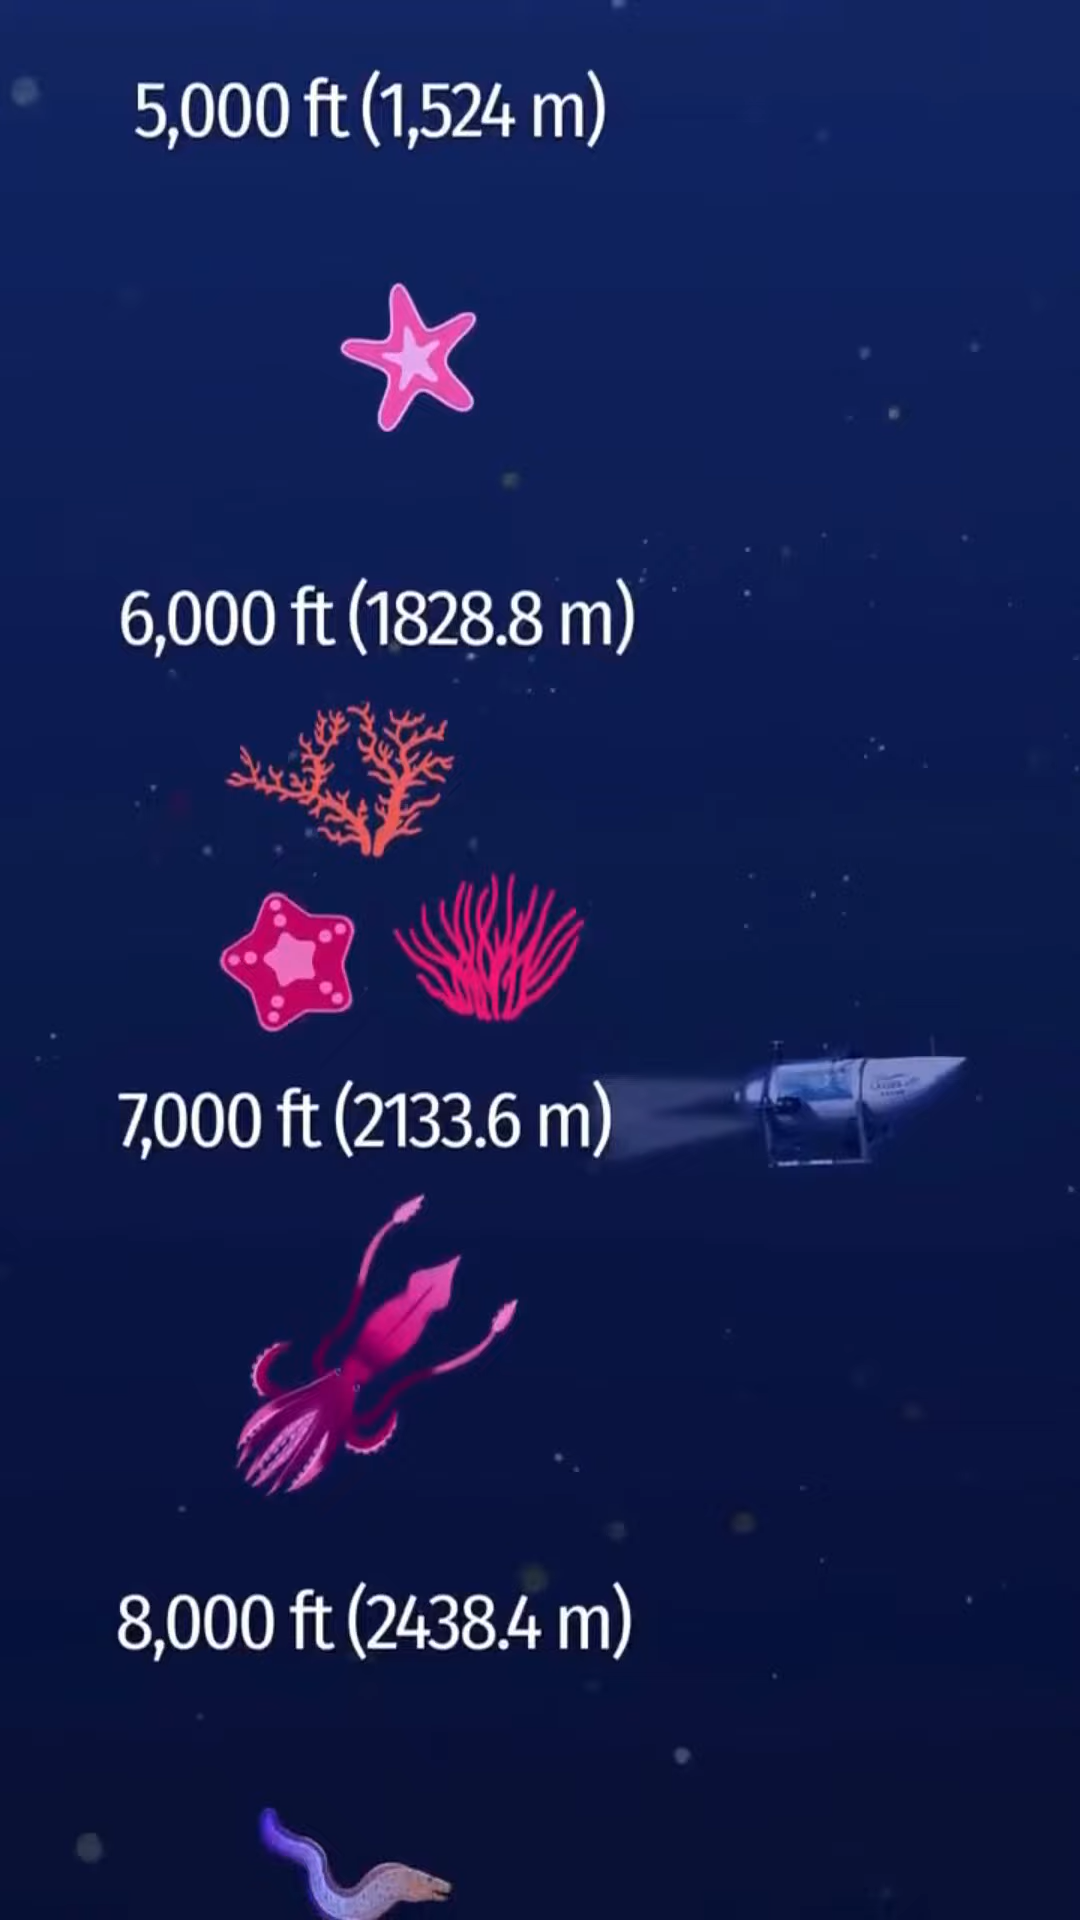 5,000 ft (1,524 m)
6,000 ft (1828.8 m)
7,000 ft (2133.6 m)
8,000 ft (2438.4 m)